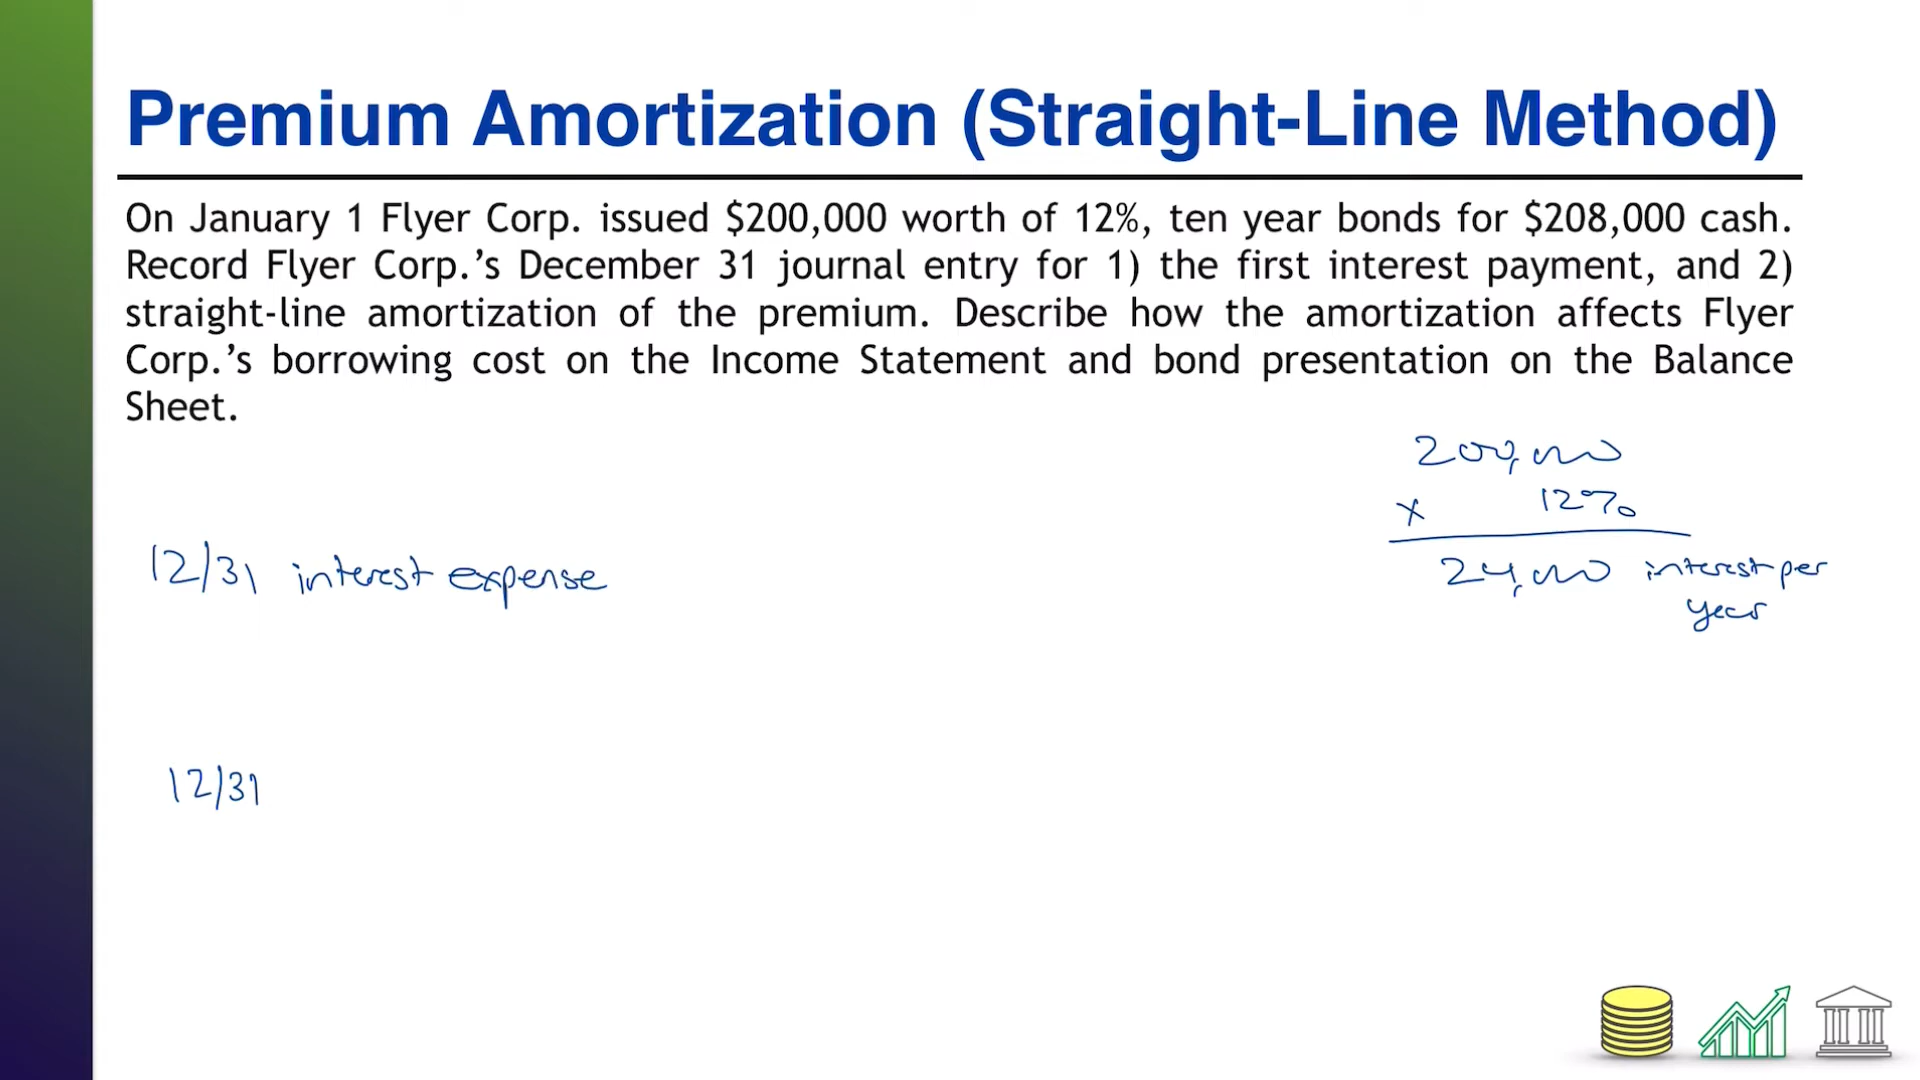 Premium Amortization (Straight-Line Method)
On January 1 Flyer Corp. issued $200,000 worth of 12%, ten year bonds for $208,000 cash.
Record Flyer Corp.’s December 31 journal entry for 1) the first interest payment, and 2)
straight-line amortization of the premium. Describe how the amortization affects Flyer
Corp.’s borrowing cost on the Income Statement and bond presentation on the Balance
Sheet.
200,000
x 12%
24,000 interest per
year
12/31 interest expense
12/31